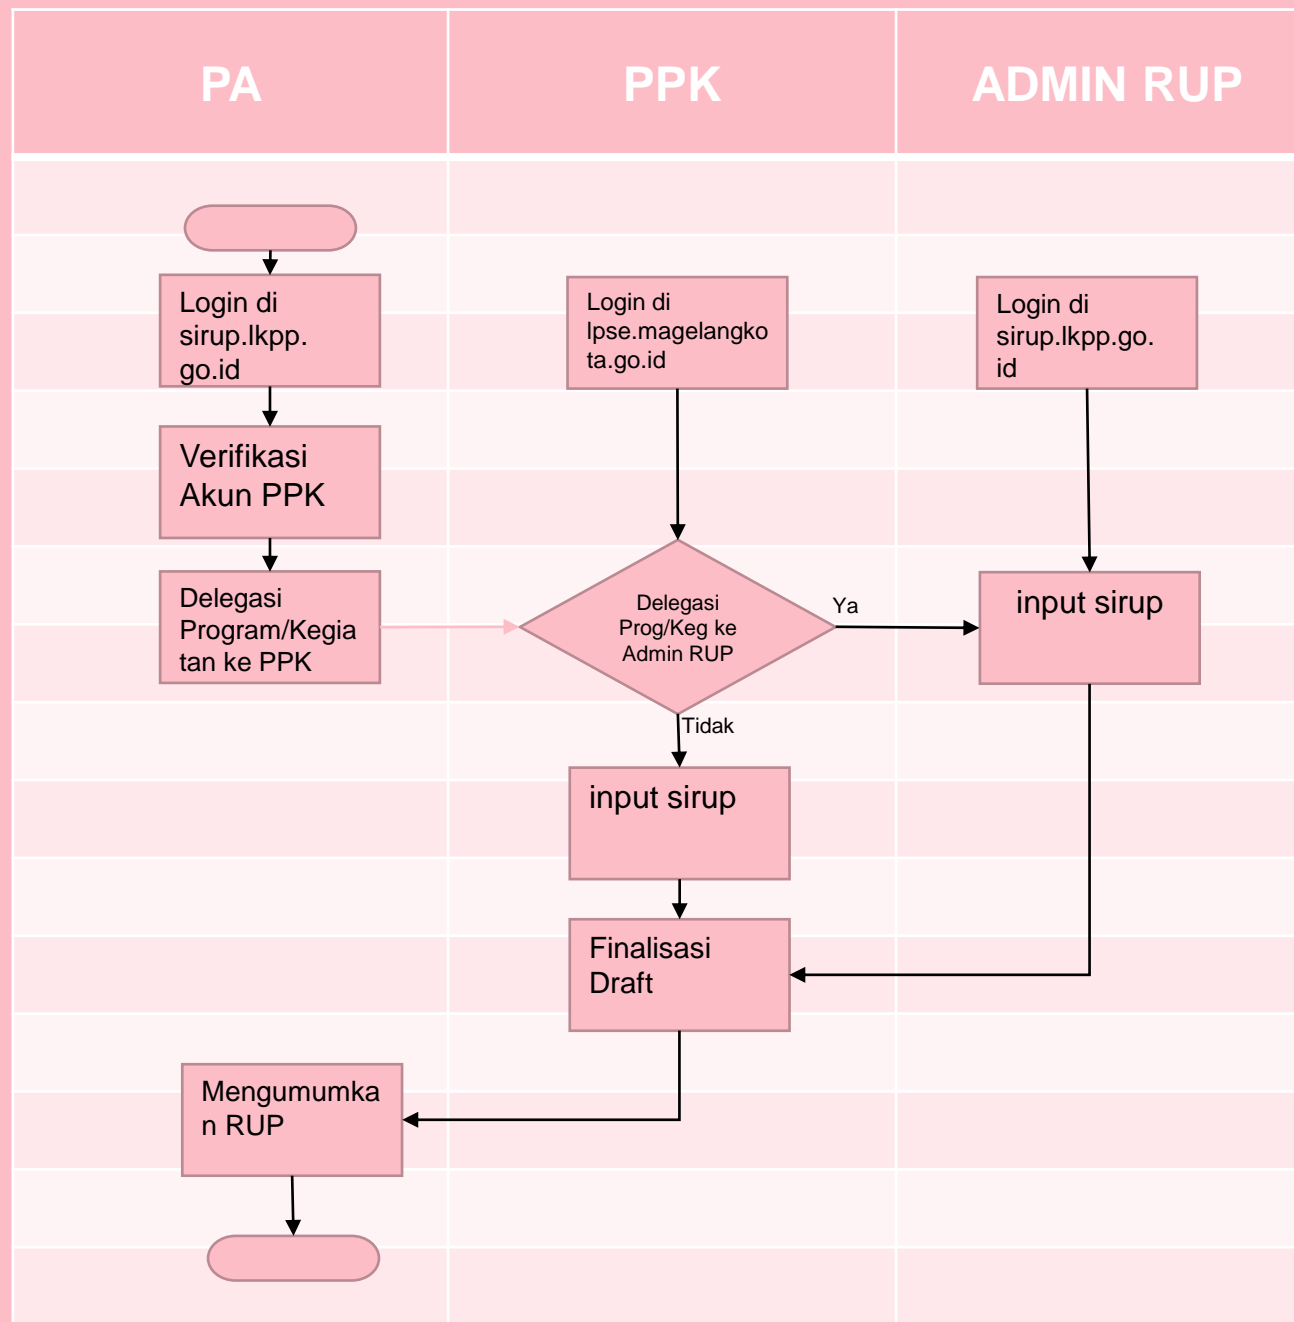 PA
PPK
ADMIN RUP
Login di
sirup.lkpp.
go.id
Login di
lpse.magelangko
ta.go.id
Login di
sirup.lkpp.go.
id
Verifikasi
Akun PPK
Delegasi
Program/Kegia
tan ke PPK
Delegasi
Prog/Keg ke
Admin RUP
Ya
input sirup
Tidak
input sirup
Finalisasi
Draft
Mengumumka
n RUP